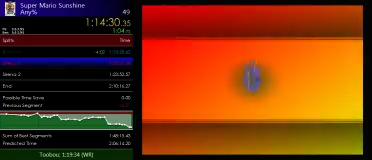 Super Mario Sunshine
Any% 49
1:14:30.35
1:04
Splits Time
Sirena 2 1:23:52.57
End 2:10:16.27
Possible Time Save 0.00
Previous Segment
Sum of Best Segments 1:48:15.43
Predicted Time 2:06:14.20
Toobou: 1:19:34 (WR)